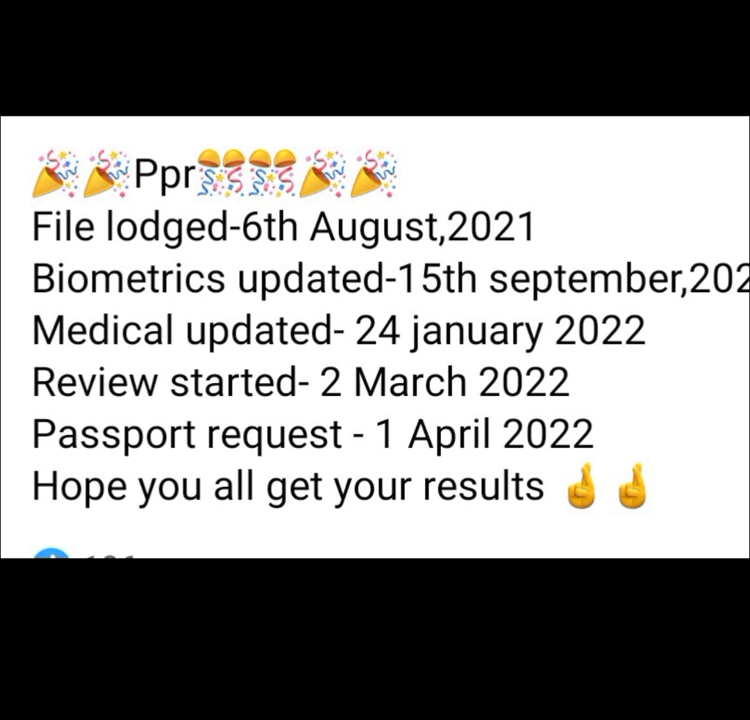 🎉🎉Ppr🎊🎊🎉🎉
File lodged-6th August,2021
Biometrics updated-15th september,202
Medical updated- 24 january 2022
Review started- 2 March 2022
Passport request - 1 April 2022
Hope you all get your results 🤞🤞